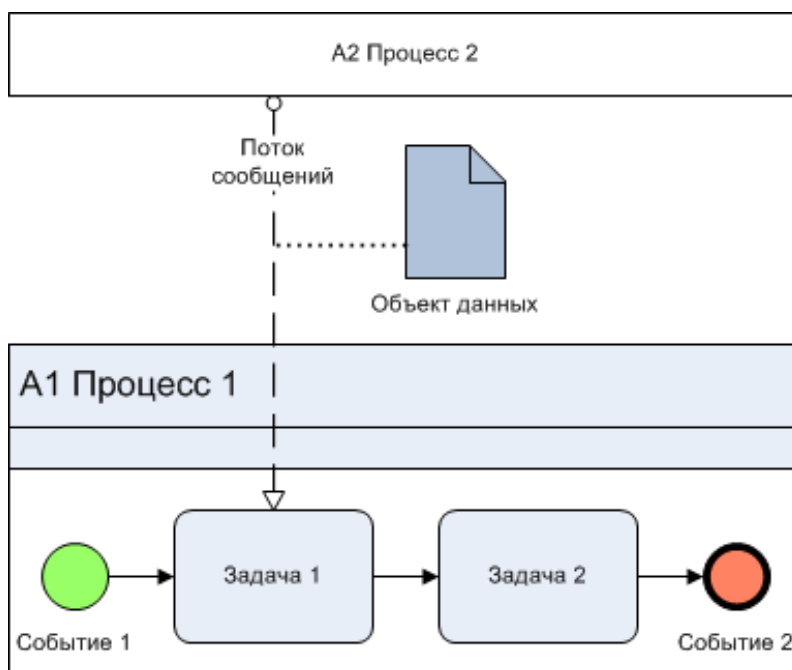 А2 Процесс 2
Поток
сообщений
Объект данных
А1 Процесс 1
Задача 1
Задача 2
Событие 1
Событие 2